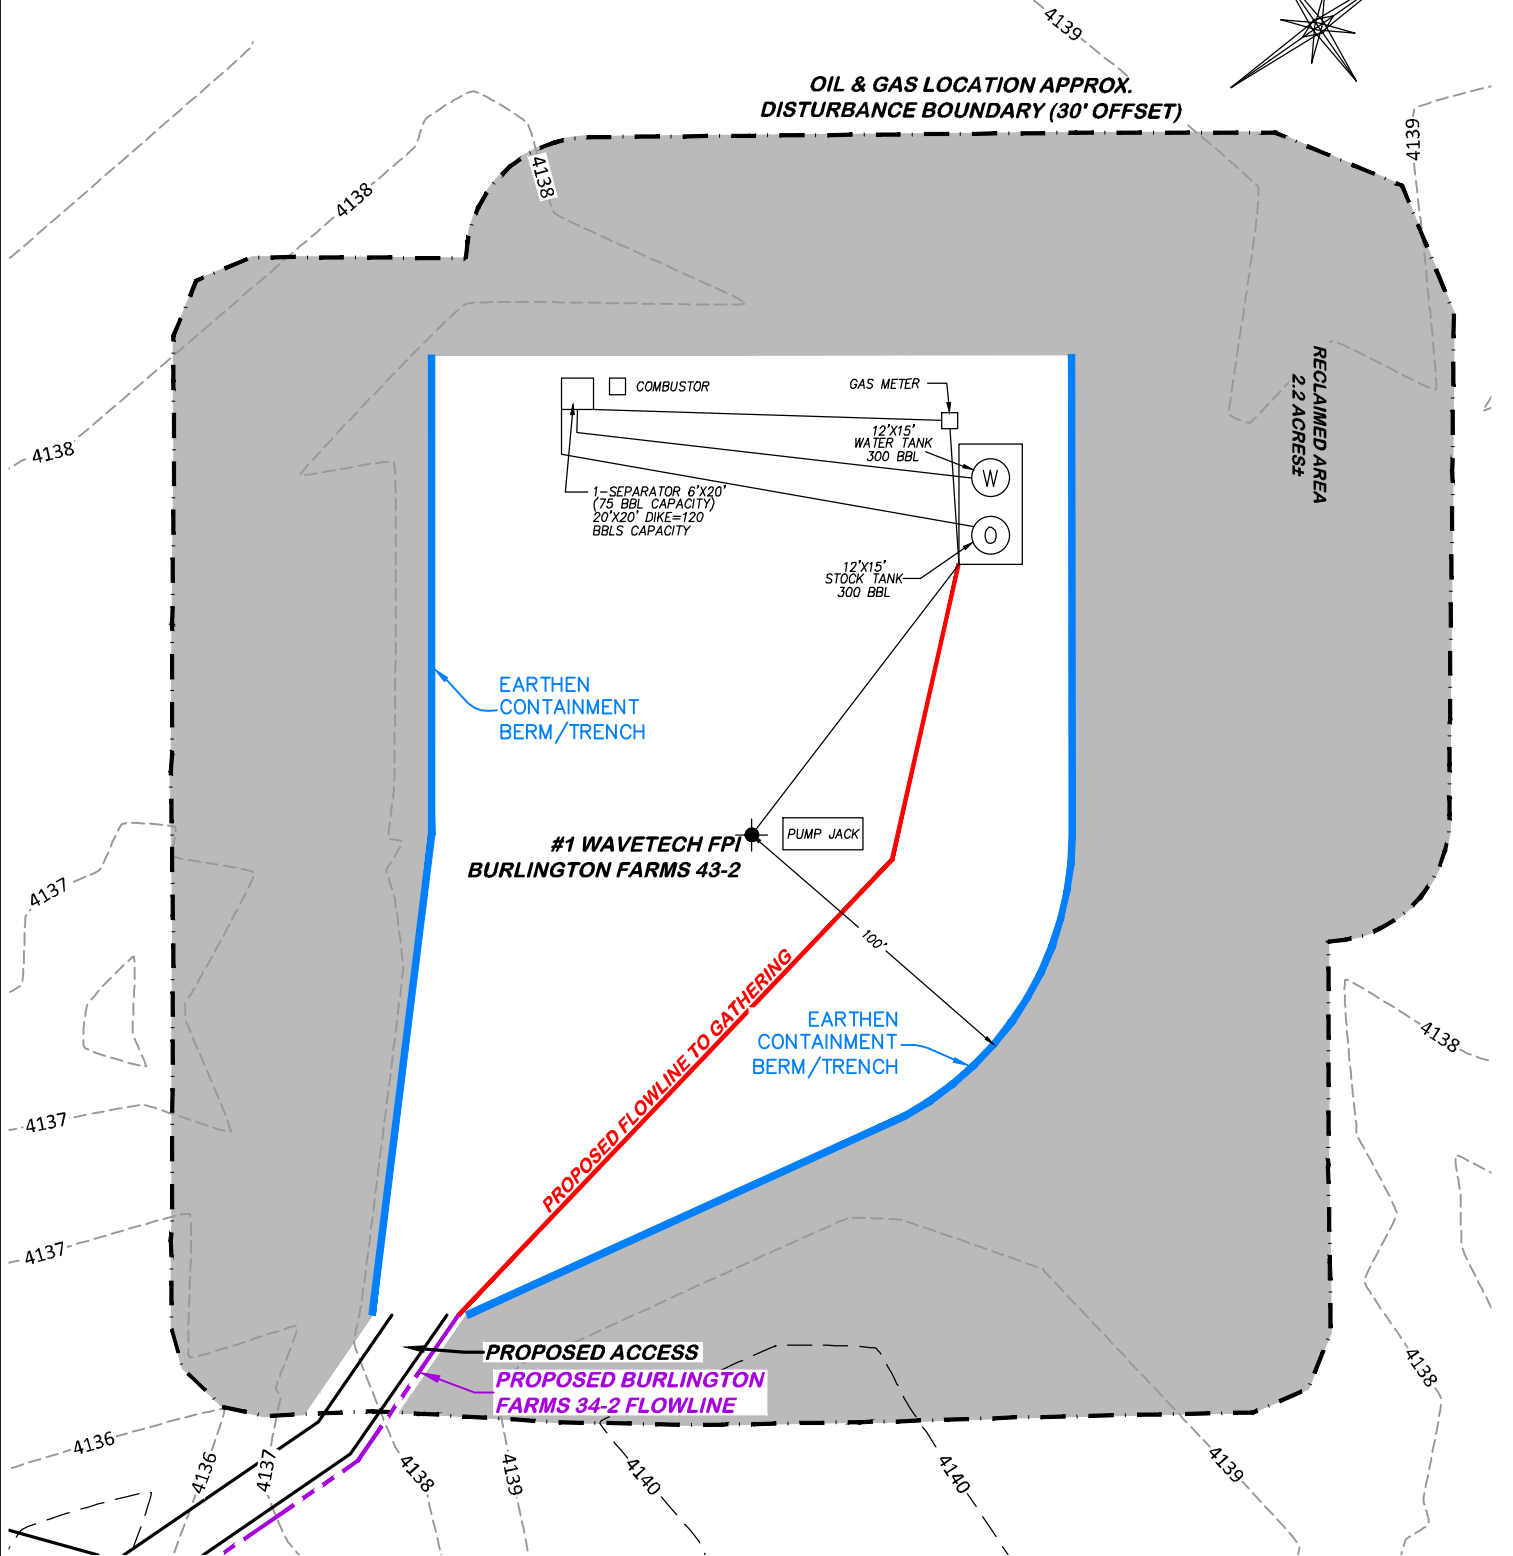 4139
OIL & GAS LOCATION APPROX.
DISTURBANCE BOUNDARY (30' OFFSET)
4139
4138
4138
4138
COMBUSTOR
GAS METER
12'X15'
WATER TANK
300 BBL
W
RECLAIMED AREA
2.2 ACRES±
1-SEPARATOR 6'X20'
(75 BBL CAPACITY)
20'X20' DIKE=120
BBLS CAPACITY
O
12'X15'
STOCK TANK
300 BBL
EARTHEN
CONTAINMENT
BERM/TRENCH
PUMP JACK
#1 WAVETECH FPI
BURLINGTON FARMS 43-2
4137
100'
PROPOSED FLOWLINE TO GATHERING
EARTHEN
CONTAINMENT
BERM/TRENCH
4138
4137
4137
PROPOSED ACCESS
PROPOSED BURLINGTON
FARMS 34-2 FLOWLINE
4138
4136
4136
4137
4138
4139
4140
4140
4139